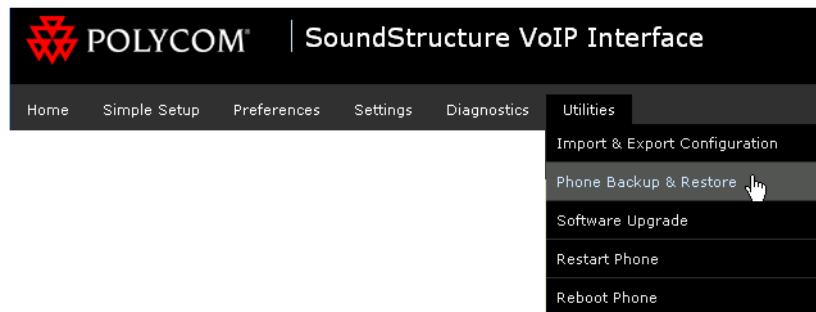 POLYCOM® | SoundStructure VoIP Interface
Home Simple Setup Preferences Settings Diagnostics Utilities
Import & Export Configuration
Phone Backup & Restore
Software Upgrade
Restart Phone
Reboot Phone